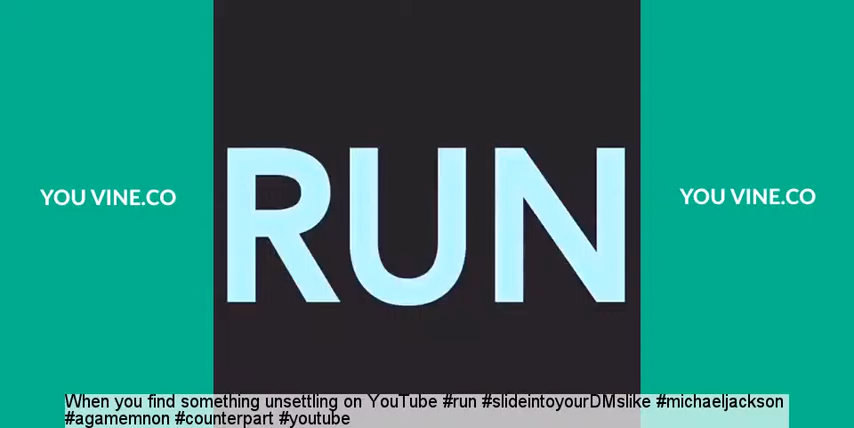 RUN
YOU VINE.CO
YOU VINE.CO
When you find something unsettling on YouTube #run #slideintoyourDMslike #michaeljackson
#agamemnon #counterpart #youtube